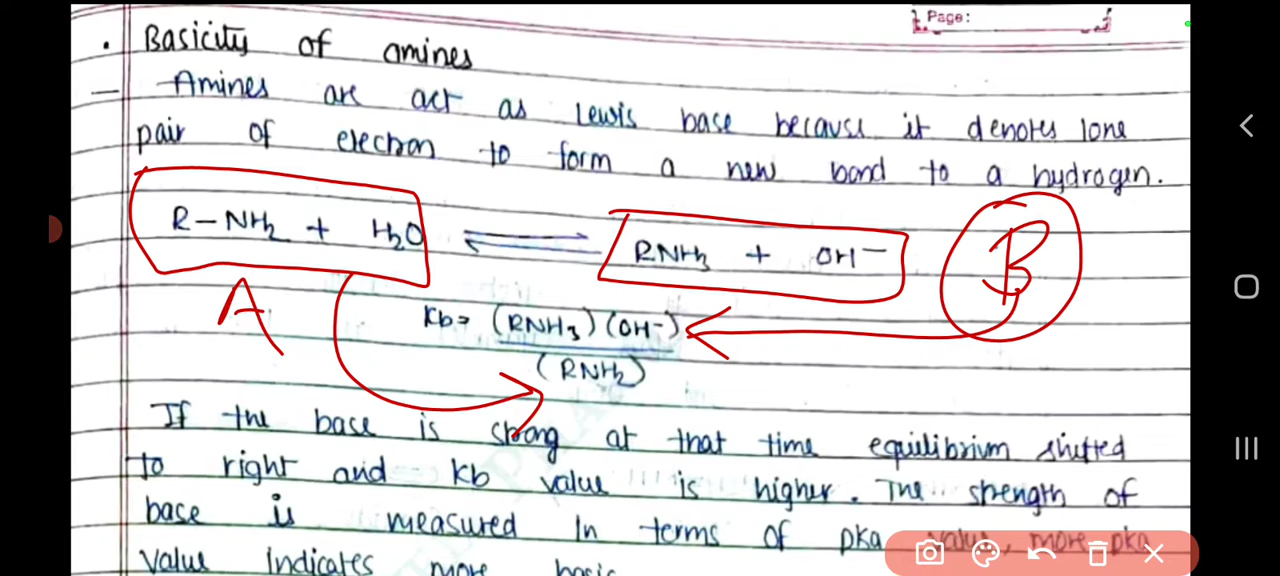 Page:
• Basicity of amines
— Amines are act as Lewis base because it denotes lone
pair of electron to form a new bond to a hydrogen.
R-NH2 + H2O ⇌ RNH3 + OH⁻
B
A
Kb= (RNH3)(OH⁻)
(RNH2)
If the base is strong at that time equilibrium shifted
to right and Kb value is higher. The strength of
base is measured in terms of pka value, more pka
value indicates more basic